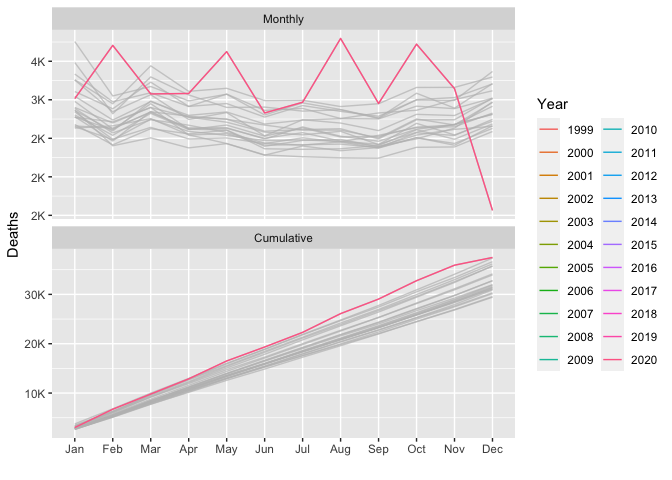 Monthly
4K
3K
2K
2K
2K
Deaths
Cumulative
30K
20K
10K
Jan Feb Mar Apr May Jun Jul Aug Sep Oct Nov Dec
Year
1999 2010
2000 2011
2001 2012
2002 2013
2003 2014
2004 2015
2005 2016
2006 2017
2007 2018
2008 2019
2009 2020